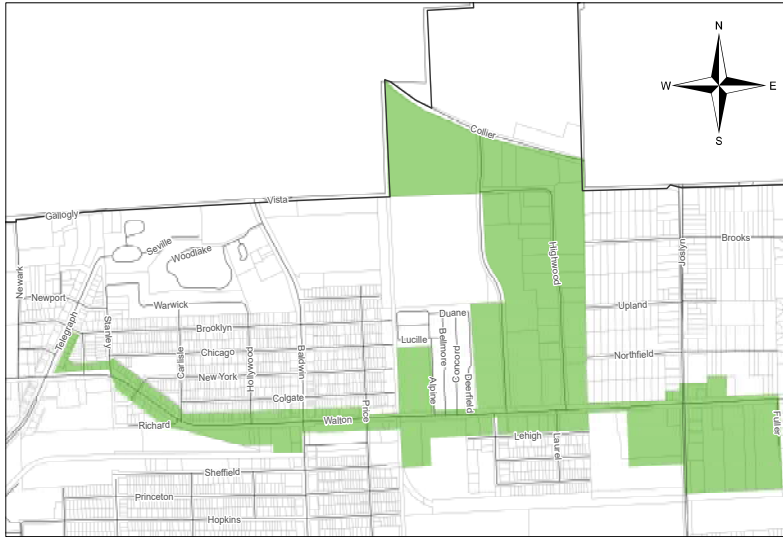 N
W
E
S
Collier
Vista
Gallogly
Seville
Woodlake
Brooks
Newark
Highwood
Joslyn
Newport
Warwick
Upland
Telegraph
Stanley
Duane
Brooklyn
Lucille
Bellmore
Concord
Carlisle
Chicago
Hollywood
Baldwin
Northfield
New York
Alpine
Deerfield
Colgate
Price
Walton
Fuller
Richard
Lehigh
Laurel
Sheffield
Princeton
Hopkins